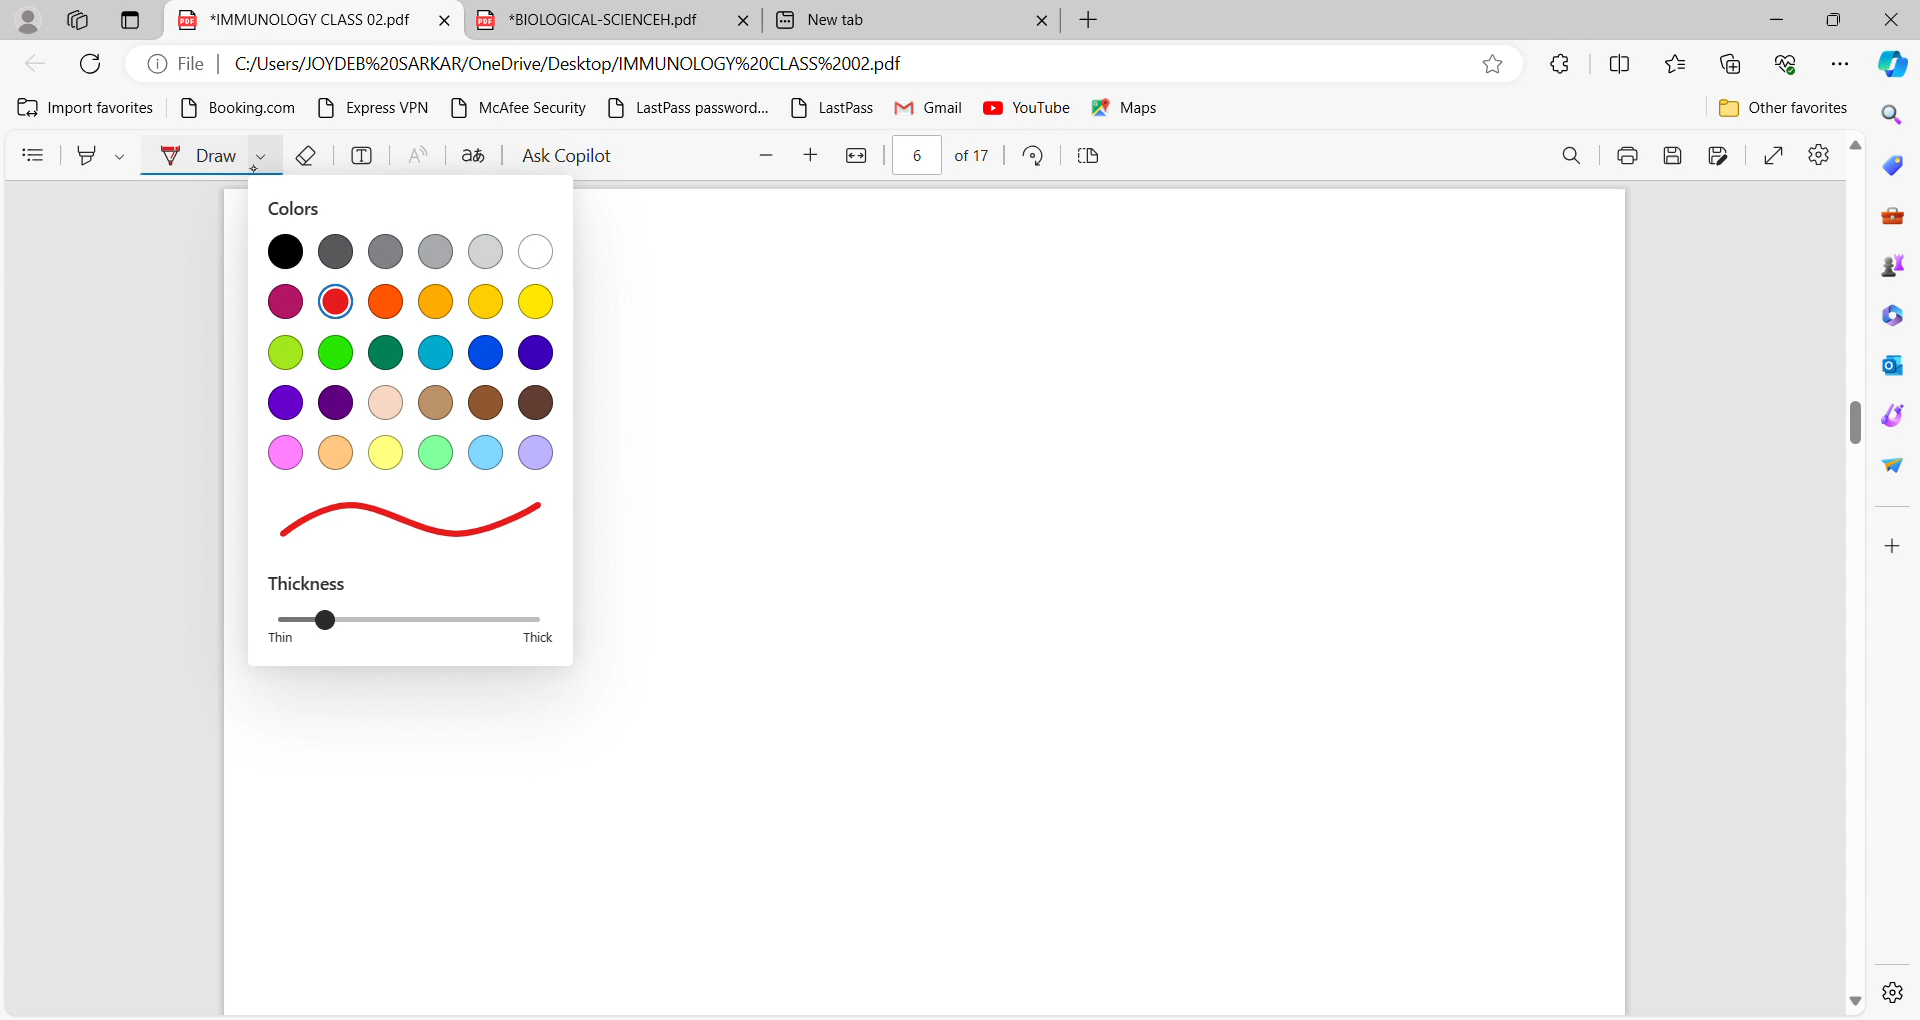 *IMMUNOLOGY CLASS 02.pdf
*BIOLOGICAL-SCIENCEH.pdf
New tab
File
C:/Users/JOYDEB%20SARKAR/OneDrive/Desktop/IMMUNOLOGY%20CLASS%2002.pdf
Import favorites
Booking.com
Express VPN
McAfee Security
LastPass password...
LastPass
Gmail
YouTube
Maps
Other favorites
Draw
aあ
Ask Copilot
6 of 17
Colors
Thickness
Thin
Thick